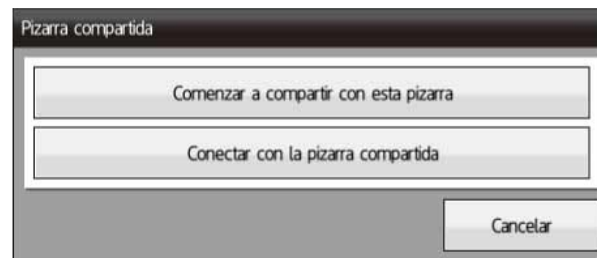 Pizarra compartida
Comenzar a compartir con esta pizarra
Conectar con la pizarra compartida
Cancelar